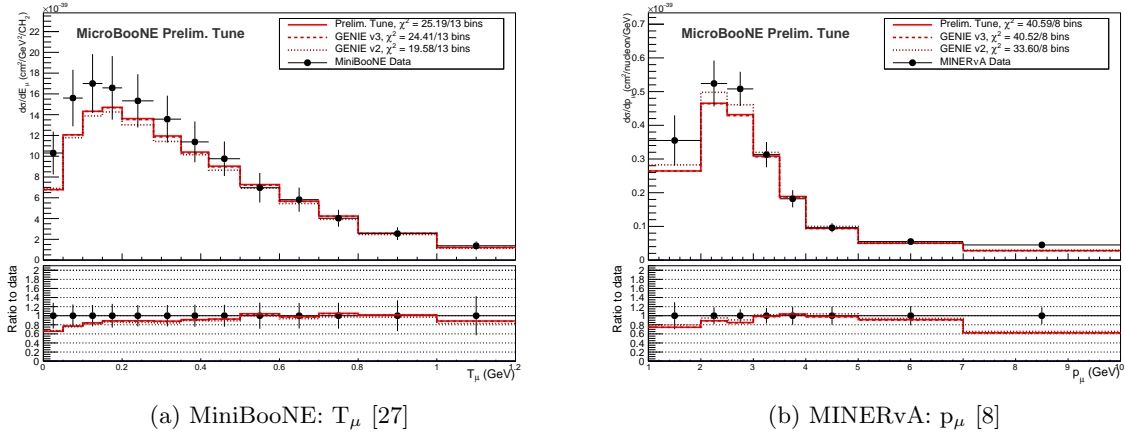 ×10⁻³⁹
MicroBooNE Prelim. Tune
Prelim. Tune, χ² = 25.19/13 bins
GENIE v3, χ² = 24.41/13 bins
GENIE v2, χ² = 19.58/13 bins
MiniBooNE Data
dσ/dE_μ (cm²/GeV²/CH2)
22
20
18
16
14
12
10
8
6
4
2
0
Ratio to data
2
1.8
1.6
1.4
1.2
1
0.8
0.6
0.4
0.2
0
0 0.2 0.4 0.6 0.8 1 1.2
T_μ (GeV)
(a) MiniBooNE: T_μ [27]
×10⁻³⁹
MicroBooNE Prelim. Tune
Prelim. Tune, χ² = 40.59/8 bins
GENIE v3, χ² = 40.52/8 bins
GENIE v2, χ² = 33.60/8 bins
MINERvA Data
dσ/dp_μ (cm²/nucleon/GeV)
0.7
0.6
0.5
0.4
0.3
0.2
0.1
0
Ratio to data
2
1.8
1.6
1.4
1.2
1
0.8
0.6
0.4
0.2
0
1 2 3 4 5 6 7 8 9 10
p_μ (GeV)
(b) MINERvA: p_μ [8]